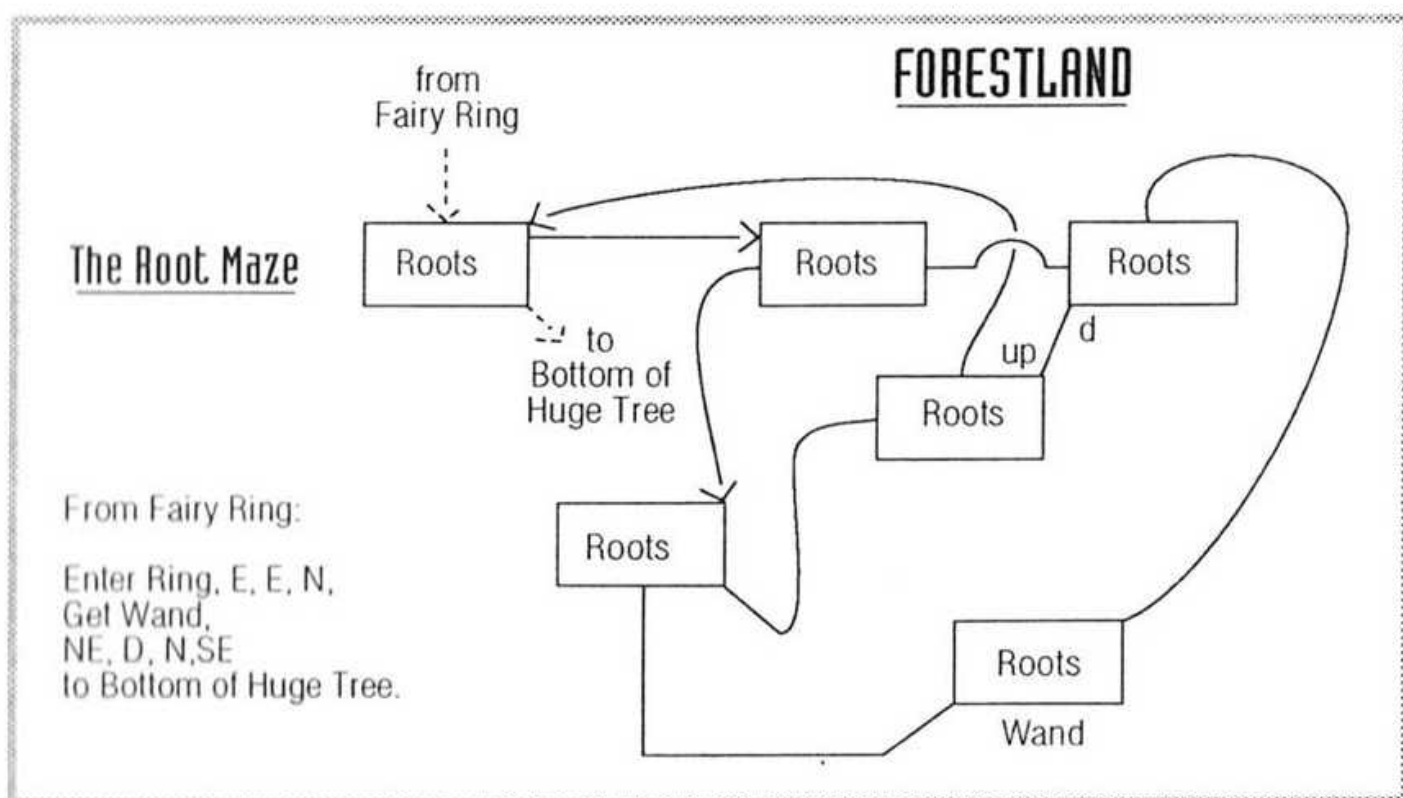 FORESTLAND
from
Fairy Ring
The Root Maze
Roots
Roots
Roots
to
Bottom of
Huge Tree
up
d
Roots
From Fairy Ring:
Enter Ring, E, E, N,
Get Wand,
NE, D, N,SE
to Bottom of Huge Tree.
Roots
Roots
Wand